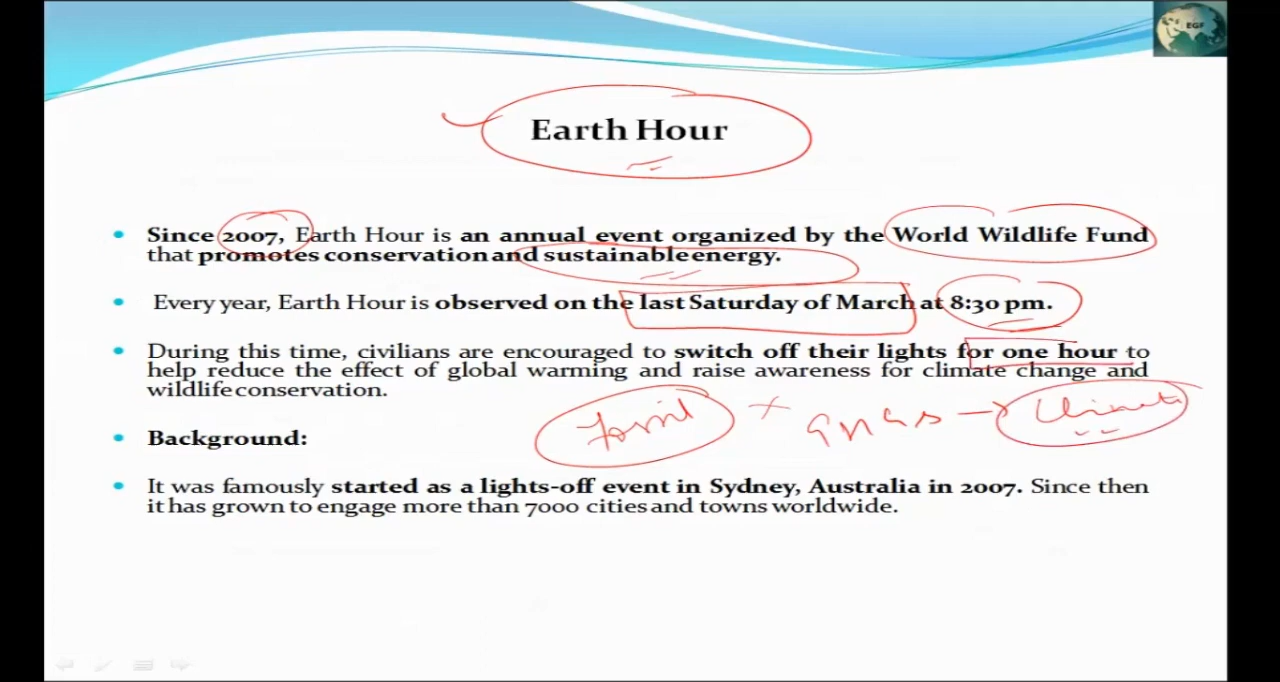 EGF
Earth Hour
• Since 2007, Earth Hour is an annual event organized by the World Wildlife Fund
that promotes conservation and sustainable energy.
• Every year, Earth Hour is observed on the last Saturday of March at 8:30 pm.
• During this time, civilians are encouraged to switch off their lights for one hour to
help reduce the effect of global warming and raise awareness for climate change and
wildlife conservation.
fossil
• Background:
• It was famously started as a lights-off event in Sydney, Australia in 2007. Since then
it has grown to engage more than 7000 cities and towns worldwide.